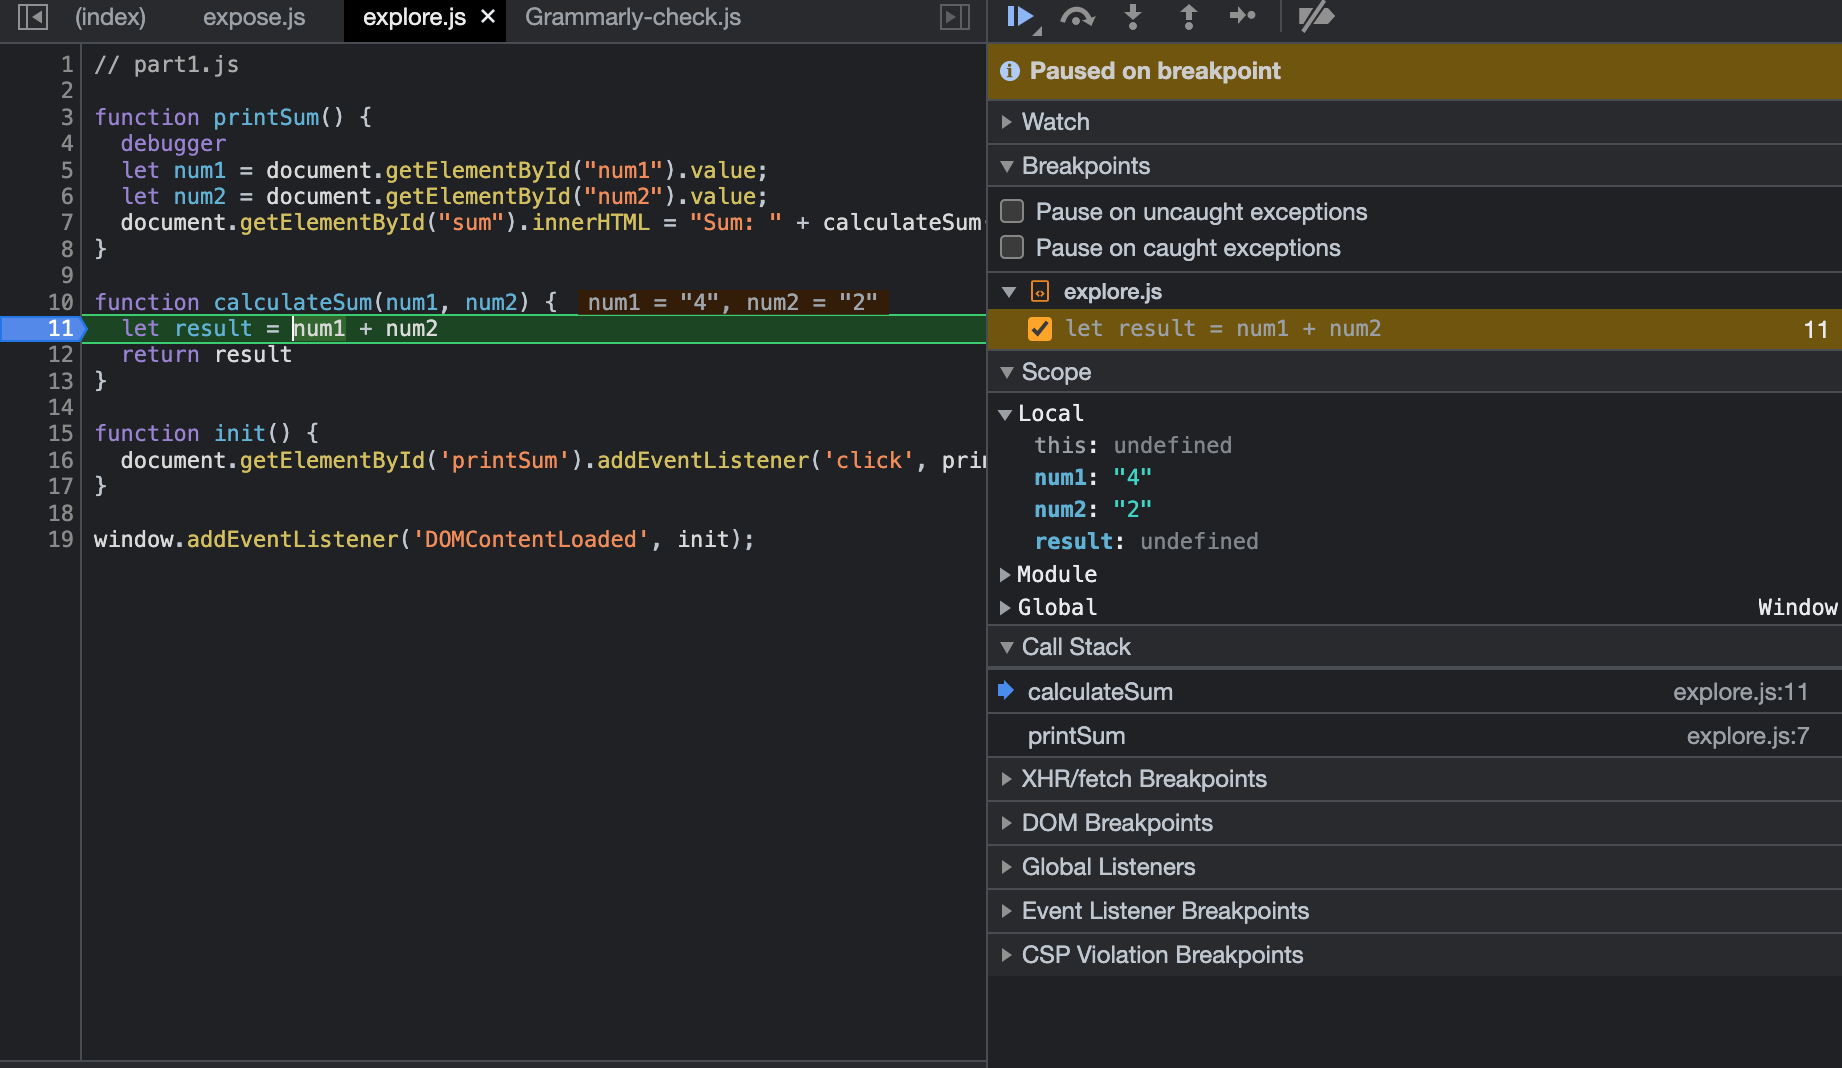 (index) expose.js explore.js × Grammarly-check.js
1 // part1.js
2
3 function printSum() {
4 debugger
5 let num1 = document.getElementById("num1").value;
6 let num2 = document.getElementById("num2").value;
7 document.getElementById("sum").innerHTML = "Sum: " + calculateSum
8 }
9
10 function calculateSum(num1, num2) { num1 = "4", num2 = "2"
11 let result = num1 + num2
12 return result
13 }
14
15 function init() {
16 document.getElementById('printSum').addEventListener('click', prin
17 }
18
19 window.addEventListener('DOMContentLoaded', init);
Paused on breakpoint
Watch
Breakpoints
Pause on uncaught exceptions
Pause on caught exceptions
explore.js
let result = num1 + num2 11
Scope
Local
this: undefined
num1: "4"
num2: "2"
result: undefined
Module
Global Window
Call Stack
calculateSum explore.js:11
printSum explore.js:7
XHR/fetch Breakpoints
DOM Breakpoints
Global Listeners
Event Listener Breakpoints
CSP Violation Breakpoints